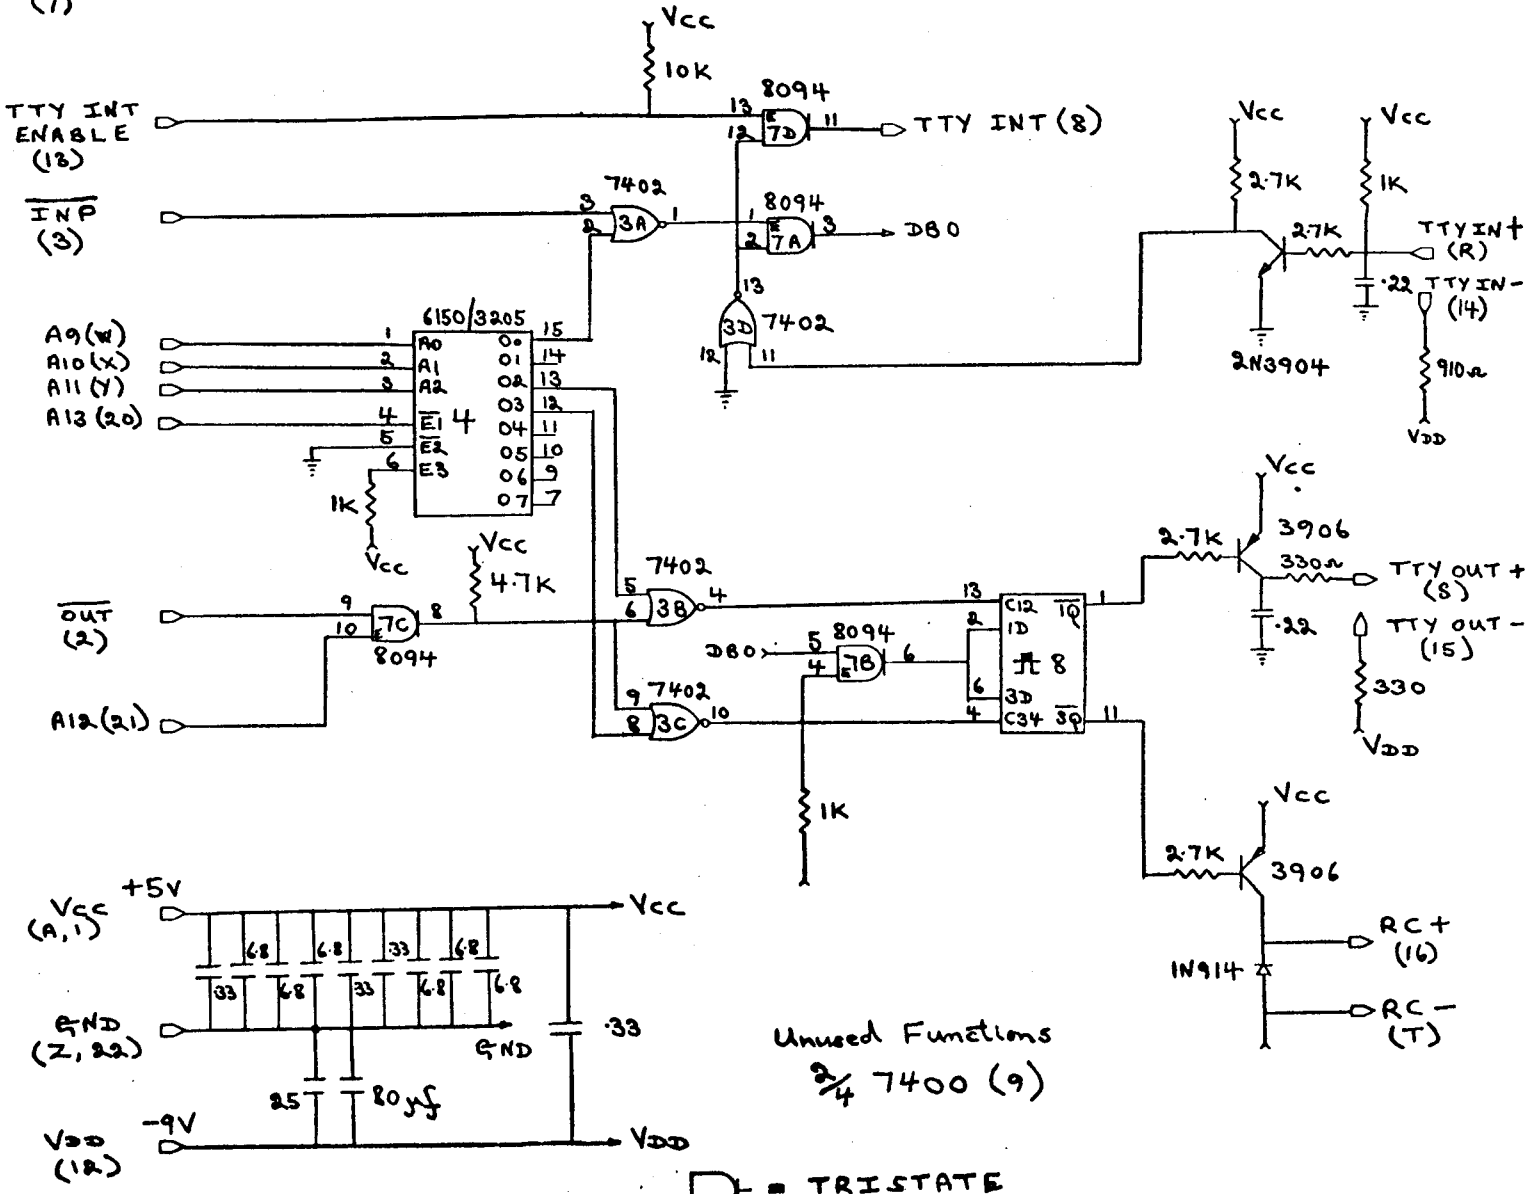 (7)
Vcc
10K
TTY INT
ENABLE
(13)
13
12
8094
E
7D
11
TTY INT (8)
INP
(3)
3
2
7402
3A
1
1
2
8094
E
7A
3
DB0
13
3D
7402
12
11
Vcc
2.7K
Vcc
1K
2.7K
TTY IN+
(R)
.22
TTY IN-
(14)
2N3904
910Ω
VDD
A9(W)
A10(X)
A11(Y)
A13(20)
6150/3205
1
2
3
4
5
6
A0
A1
A2
E1
E2
E3
4
O0
O1
O2
O3
O4
O5
O6
O7
15
14
13
12
11
10
9
7
1K
Vcc
Vcc
4.7K
OUT
(2)
9
10
7C
E
8
8094
A12(21)
7402
5
6
3B
4
7402
9
8
3C
10
DB0
8094
5
4
7B
E
6
1K
13
2
6
4
C12
1D
3D
C34
8
1Q
3Q
1
11
Vcc
2.7K
3906
330Ω
TTY OUT +
(S)
.22
TTY OUT -
(15)
330
VDD
Vcc
2.7K
3906
RC+
(16)
1N914
RC-
(T)
+5V
Vcc
(A,1)
Vcc
6.8
6.8
.33
6.8
.33
6.8
.33
6.8
6.8
.33
GND
(Z,22)
GND
25
80µf
-9V
VDD
(12)
VDD
Unused Functions
2/4 7400 (9)
= TRISTATE